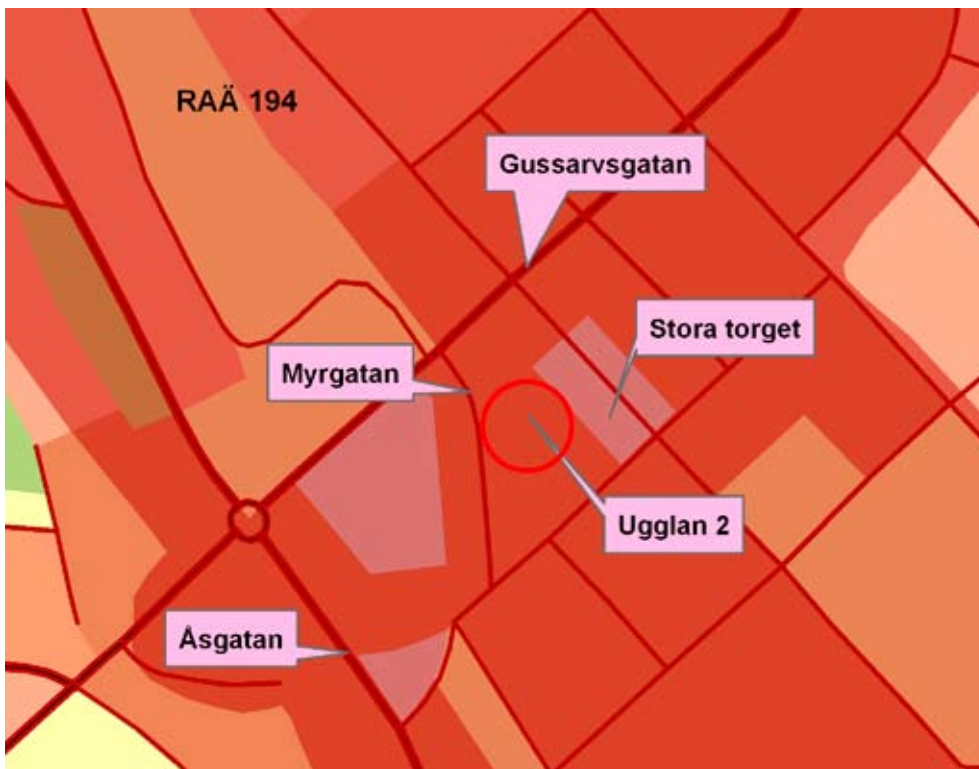 RAÄ 194
Gussarvsgatan
Stora torget
Myrgatan
Ugglan 2
Åsgatan